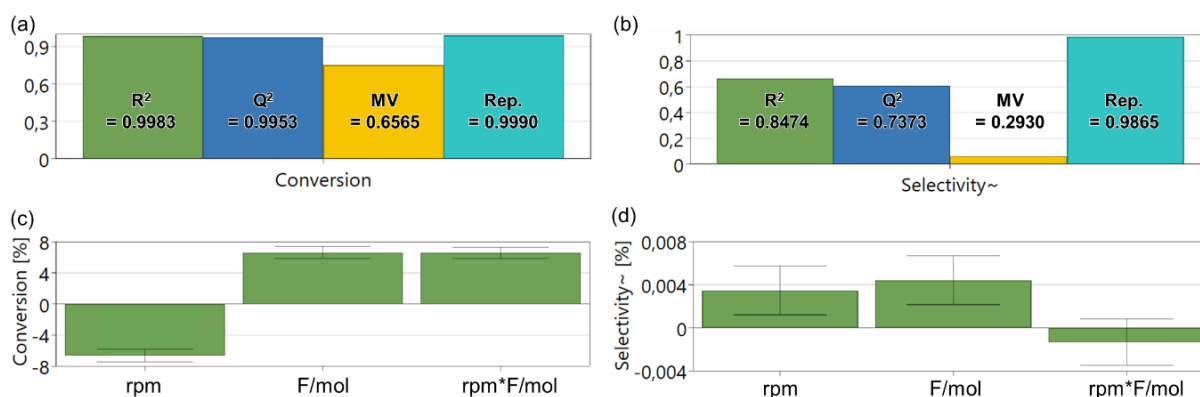 (a)
0,9
0,6
0,3
0
R² = 0.9983
Q² = 0.9953
MV = 0.6565
Rep. = 0.9990
Conversion
(b)
1
0,8
0,6
0,4
0,2
0
R² = 0.8474
Q² = 0.7373
MV = 0.2930
Rep. = 0.9865
Selectivity~
(c)
Conversion [%]
8
4
0
-4
-8
rpm
F/mol
rpm*F/mol
(d)
Selectivity~ [%]
0,008
0,004
0
-0,004
rpm
F/mol
rpm*F/mol